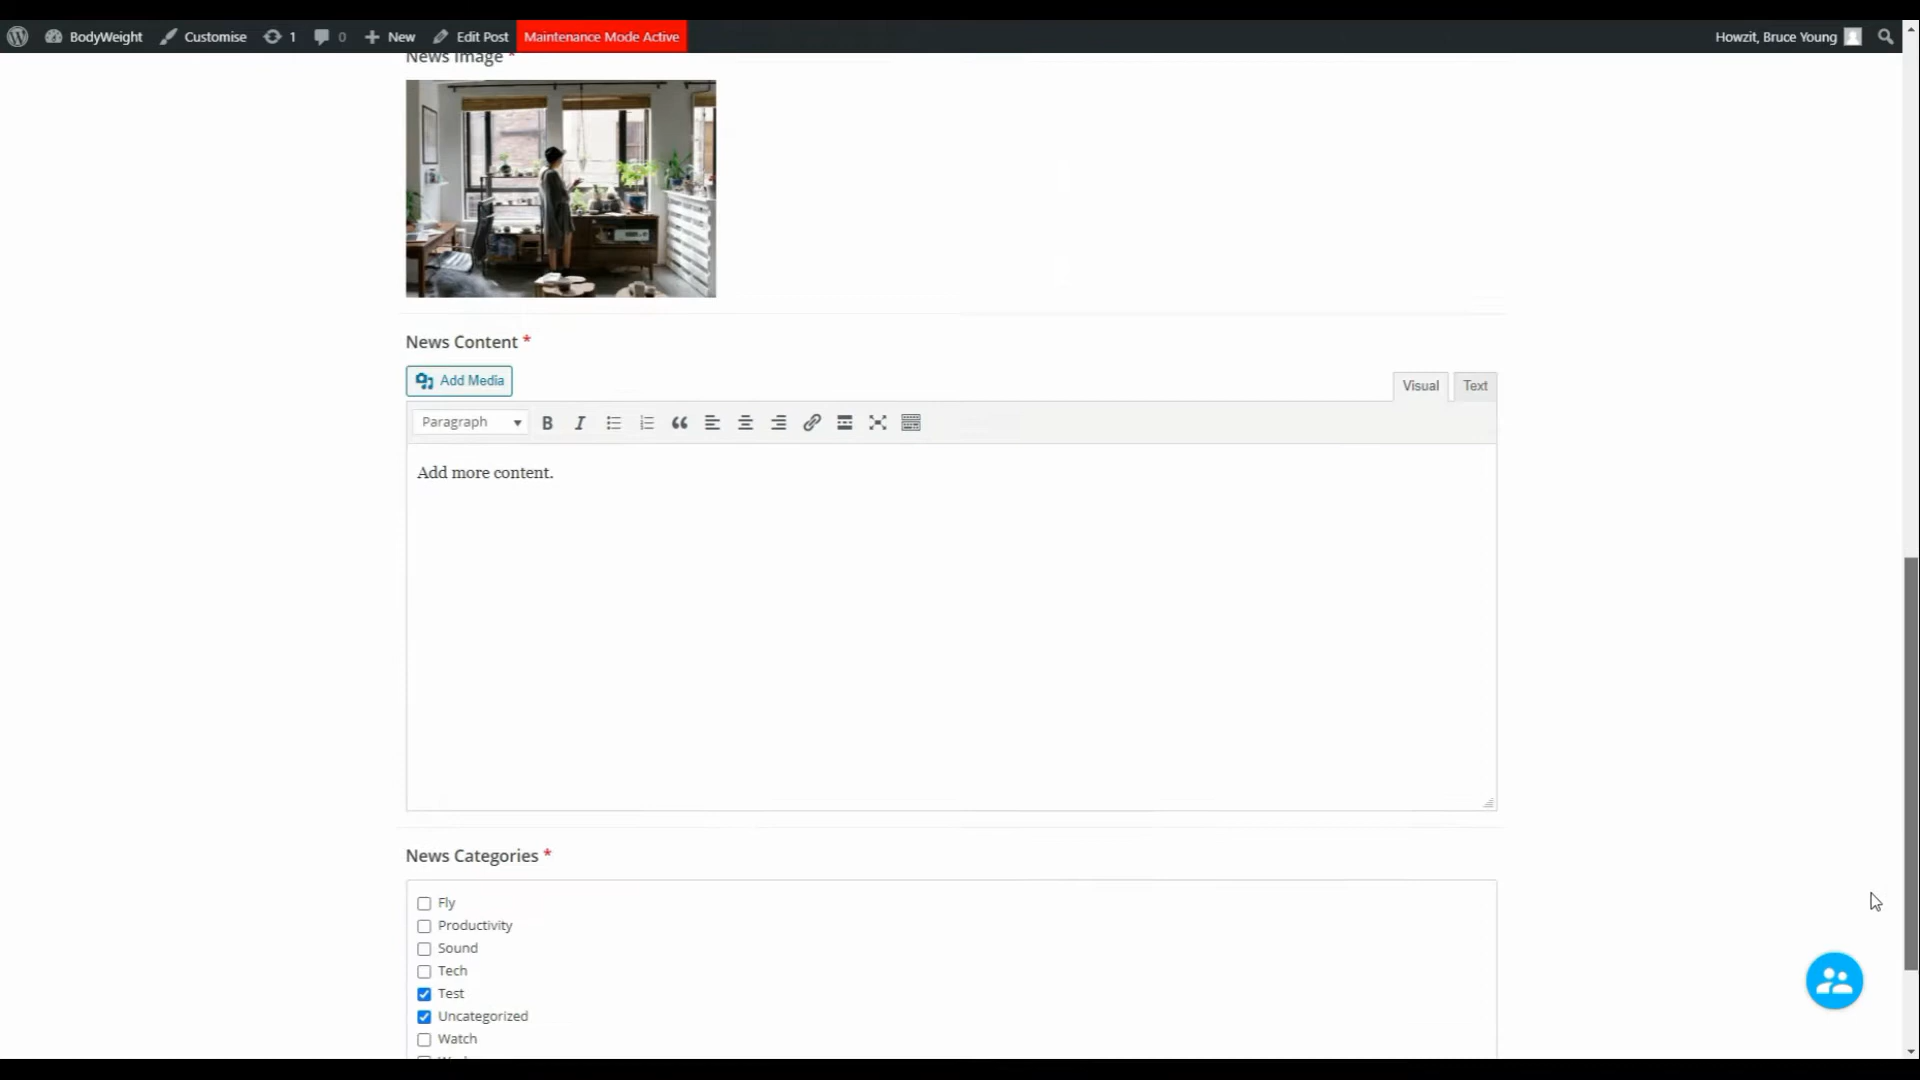 BodyWeight Customise 1 0 New Edit Post Maintenance Mode Active Howzit, Bruce Young
News Image *
News Content *
Add Media Visual Text
Paragraph B I
Add more content.
News Categories *
Fly
Productivity
Sound
Tech
Test
Uncategorized
Watch